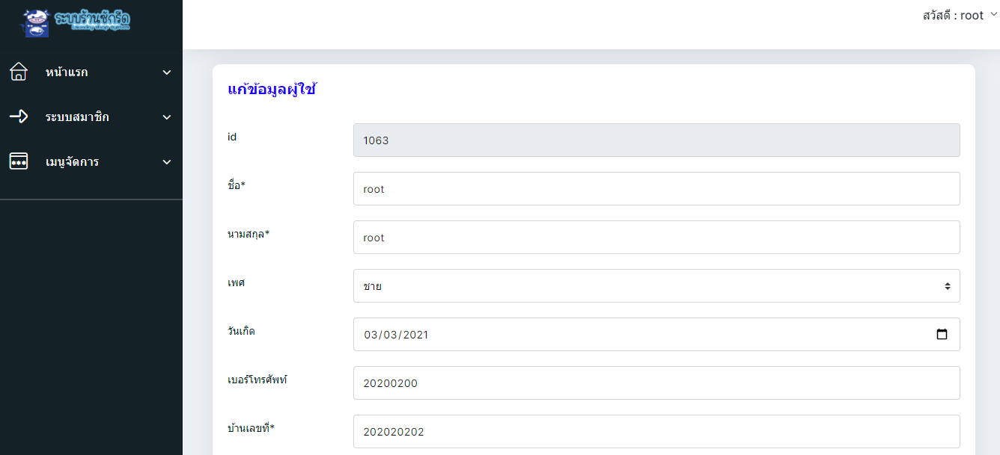 ระบบร้านซักรีด
สวัสดี : root
หน้าแรก
ระบบสมาชิก
เมนูจัดการ
แก้ข้อมูลผู้ใช้
id
1063
ชื่อ*
root
นามสกุล*
root
เพศ
ชาย
วันเกิด
03/03/2021
เบอร์โทรศัพท์
20200200
บ้านเลขที่*
202020202